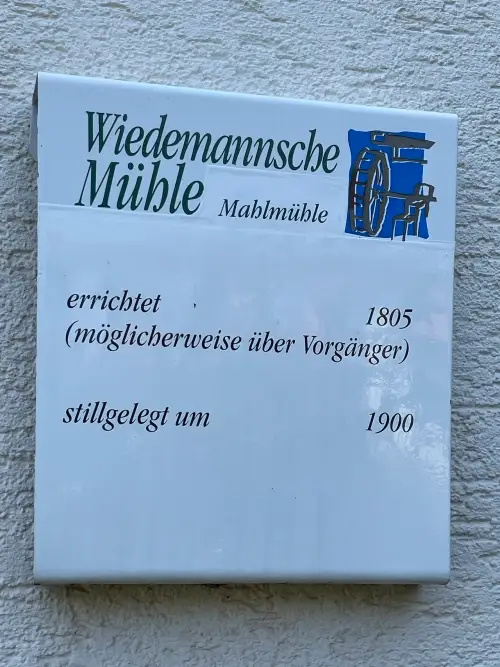 Wiedemannsche
Mühle Mahlmühle
errichtet 1805
(möglicherweise über Vorgänger)
stillgelegt um 1900